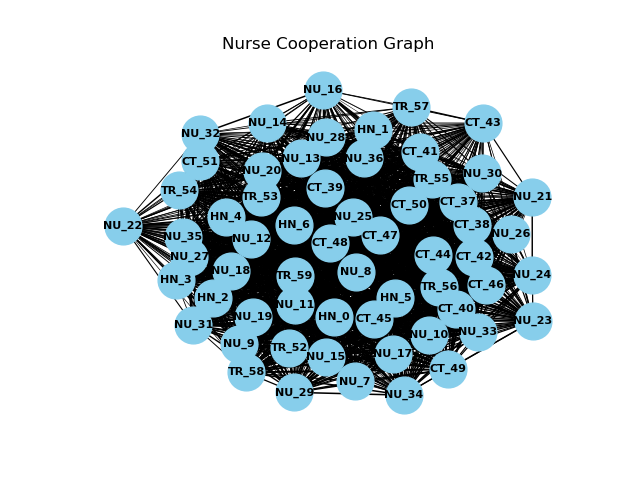 Nurse Cooperation Graph
NU_16
TR_57
NU_14
CT_43
HN_1
NU_32
NU_28
CT_41
NU_13
NU_36
CT_51
NU_20
NU_30
TR_55
CT_39
TR_54
TR_53
NU_21
CT_37
CT_50
HN_4
NU_25
NU_22
HN_6
CT_38
NU_26
NU_35
NU_12
CT_47
CT_48
CT_44
NU_27
CT_42
NU_18
NU_8
NU_24
TR_59
HN_3
CT_46
TR_56
HN_2
HN_5
NU_11
CT_40
NU_19
HN_0
CT_45
NU_23
NU_31
NU_33
NU_10
NU_9
TR_52
NU_17
NU_15
CT_49
TR_58
NU_7
NU_29
NU_34